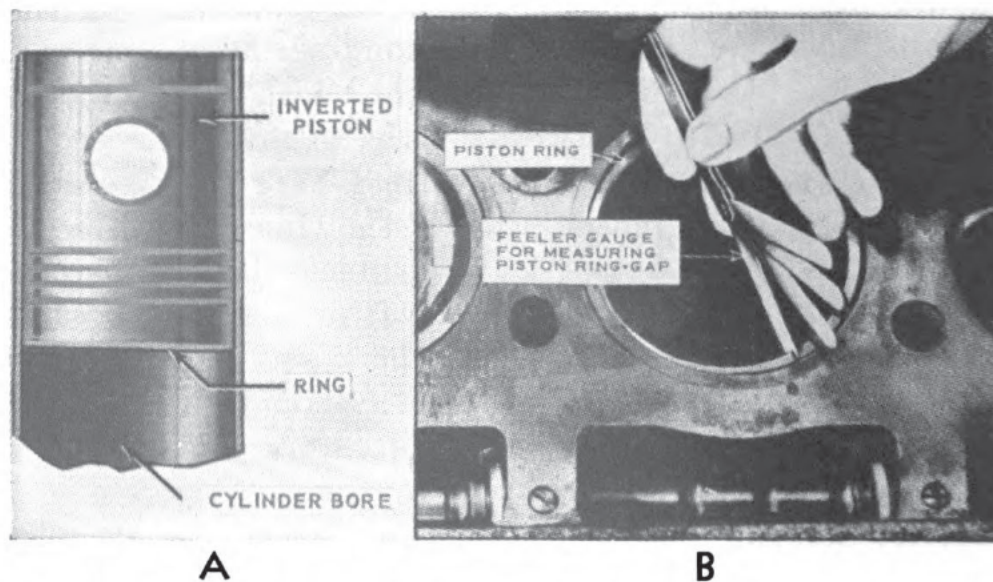 INVERTED
PISTON
RING
CYLINDER BORE
PISTON RING
FEELER GAUGE
FOR MEASURING
PISTON RING-GAP
A
B